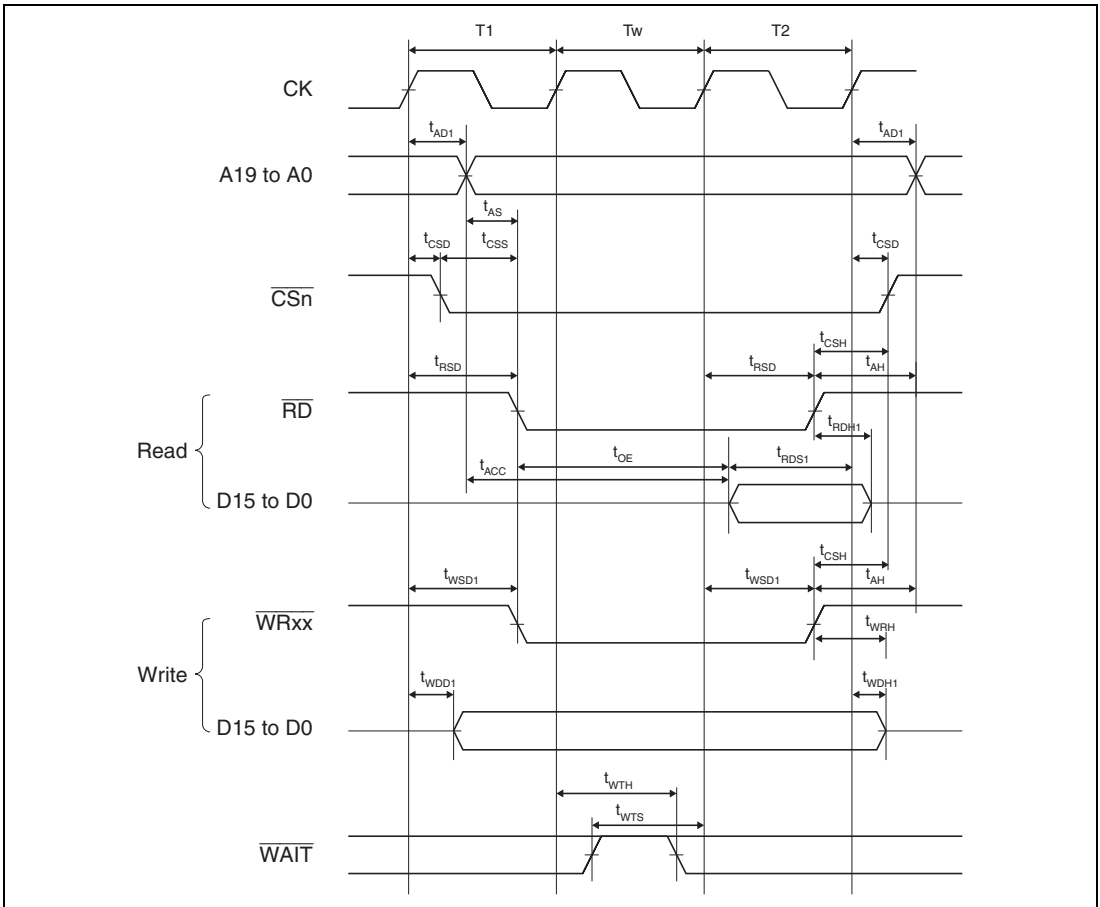 T1 Tw T2
CK
tAD1 tAD1
A19 to A0
tAS
tCSD tCSS tCSD
CSn
tCSH
tRSD tRSD tAH
RD
tRDH1
Read
tOE tRDS1
tACC
D15 to D0
tCSH
tWSD1 tWSD1 tAH
WRxx
tWRH
Write
tWDD1 tWDH1
D15 to D0
tWTH
tWTS
WAIT